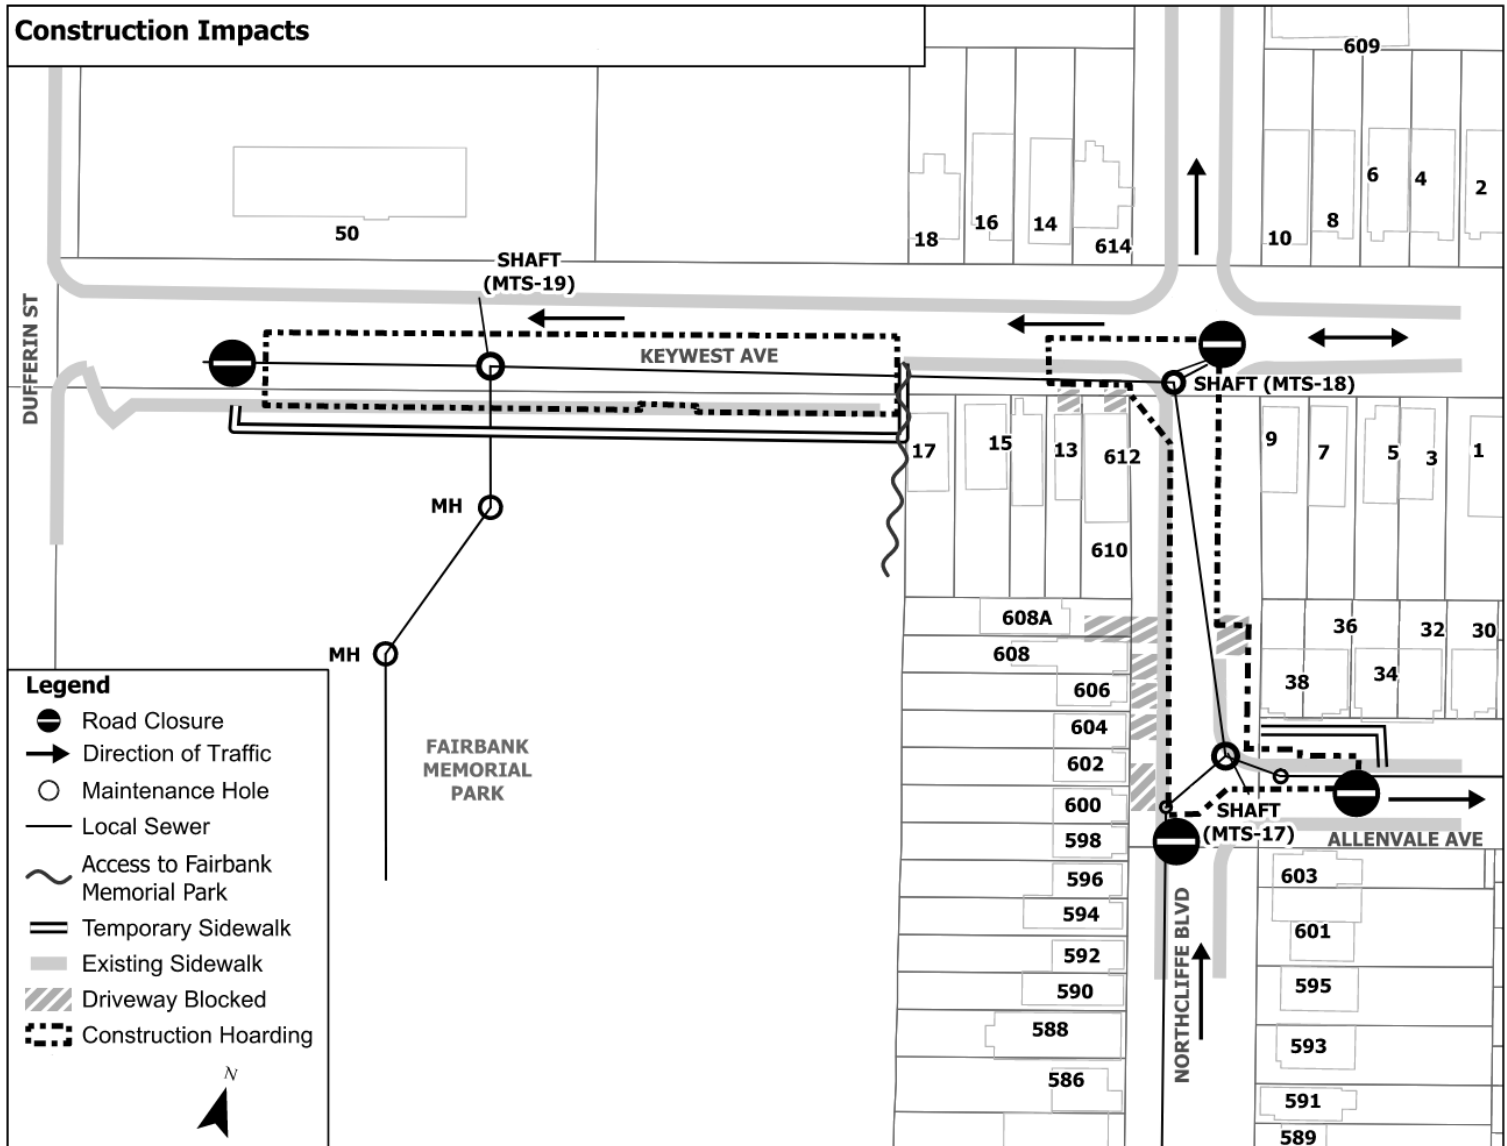 Construction Impacts
609
50
18
16
14
614
10
8
6
4
2
SHAFT
(MTS-19)
DUFFERIN ST
KEYWEST AVE
SHAFT (MTS-18)
17
15
13
612
610
9
7
5
3
1
MH
MH
608A
608
606
604
602
600
598
596
594
592
590
588
586
38
36
34
32
30
FAIRBANK
MEMORIAL
PARK
SHAFT
(MTS-17)
ALLENVALE AVE
NORTHCLIFFE BLVD
603
601
595
593
591
589
Legend
Road Closure
Direction of Traffic
Maintenance Hole
Local Sewer
Access to Fairbank
Memorial Park
Temporary Sidewalk
Existing Sidewalk
Driveway Blocked
Construction Hoarding
N